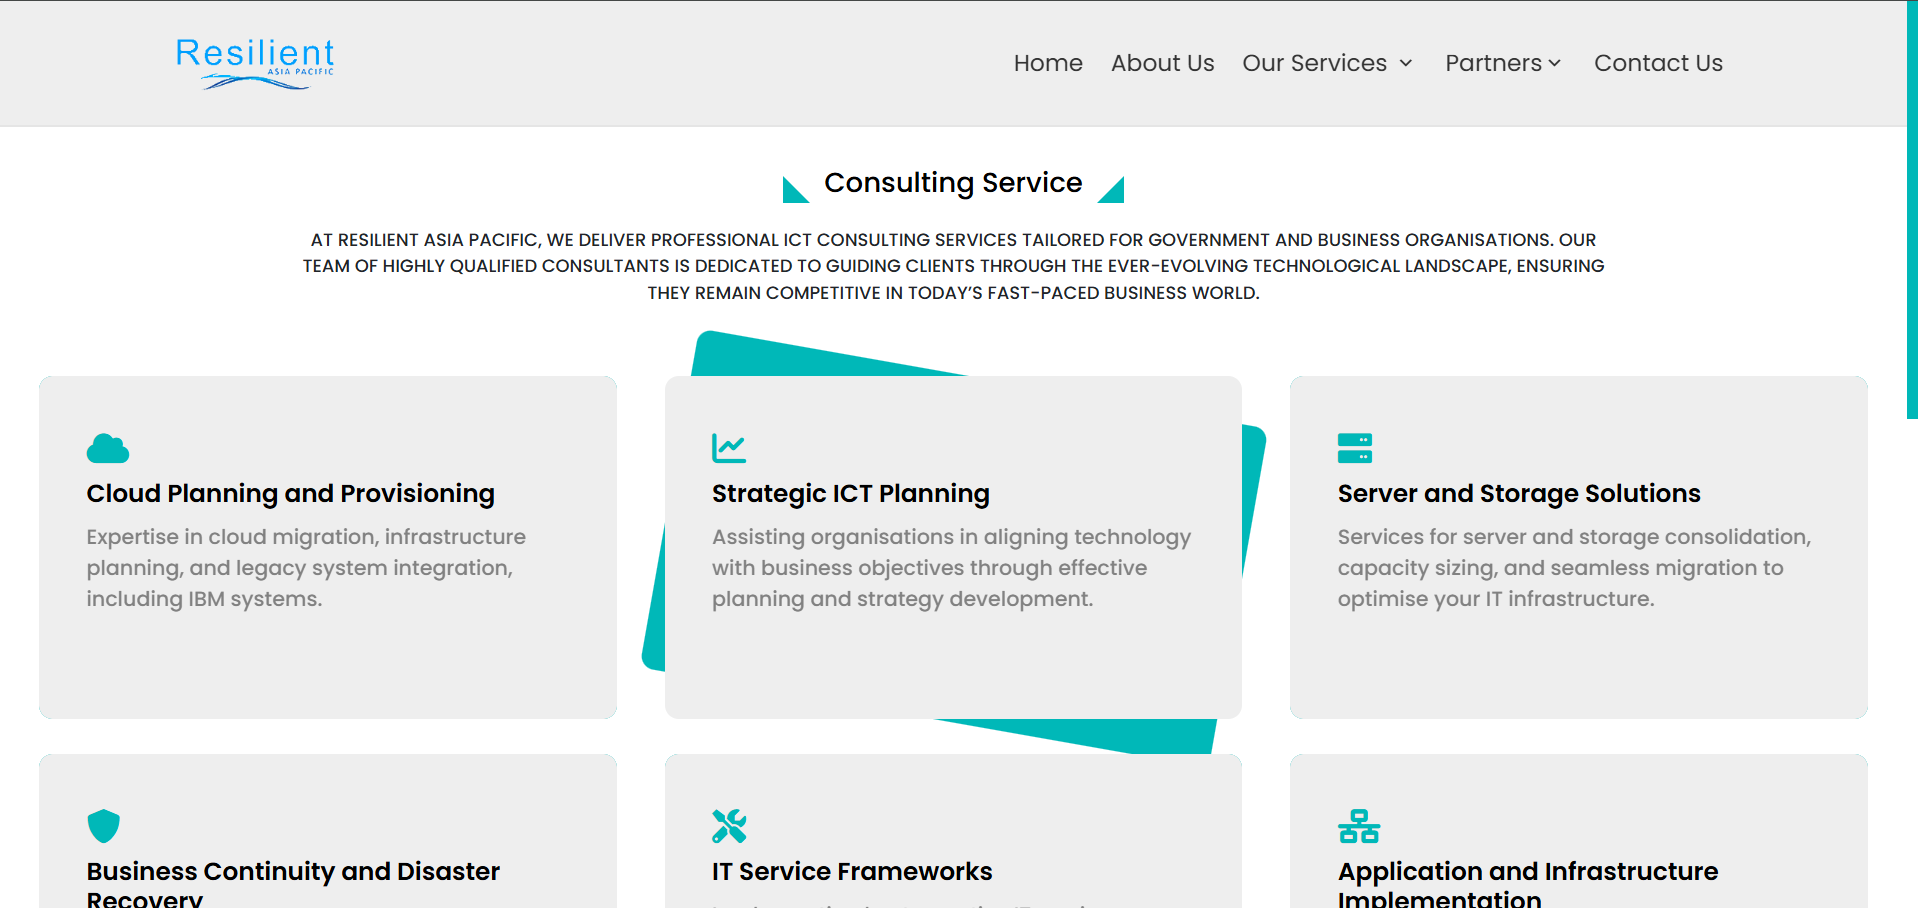 Resilient
ASIA PACIFIC
Home About Us Our Services Partners Contact Us
Consulting Service
AT RESILIENT ASIA PACIFIC, WE DELIVER PROFESSIONAL ICT CONSULTING SERVICES TAILORED FOR GOVERNMENT AND BUSINESS ORGANISATIONS. OUR
TEAM OF HIGHLY QUALIFIED CONSULTANTS IS DEDICATED TO GUIDING CLIENTS THROUGH THE EVER-EVOLVING TECHNOLOGICAL LANDSCAPE, ENSURING
THEY REMAIN COMPETITIVE IN TODAY’S FAST-PACED BUSINESS WORLD.
Cloud Planning and Provisioning
Expertise in cloud migration, infrastructure
planning, and legacy system integration,
including IBM systems.
Strategic ICT Planning
Assisting organisations in aligning technology
with business objectives through effective
planning and strategy development.
Server and Storage Solutions
Services for server and storage consolidation,
capacity sizing, and seamless migration to
optimise your IT infrastructure.
Business Continuity and Disaster
Recovery
IT Service Frameworks
Application and Infrastructure
Implementation